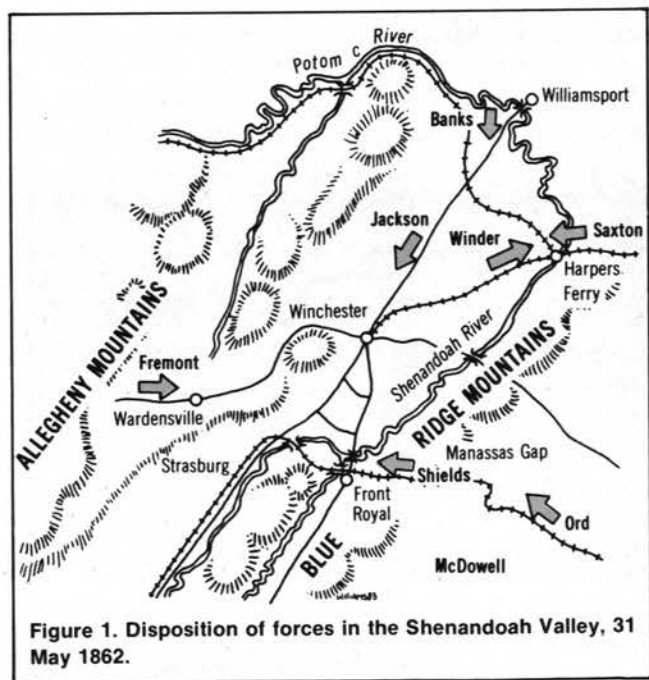 Potom c River
Williamsport
Banks
Jackson
Winder
Saxton
Harpers
Ferry
Winchester
Shenandoah River
ALLEGHENY MOUNTAINS
Fremont
Wardensville
RIDGE MOUNTAINS
Manassas Gap
Strasburg
Shields
Front
Royal
Ord
BLUE
McDowell
Figure 1. Disposition of forces in the Shenandoah Valley, 31
May 1862.